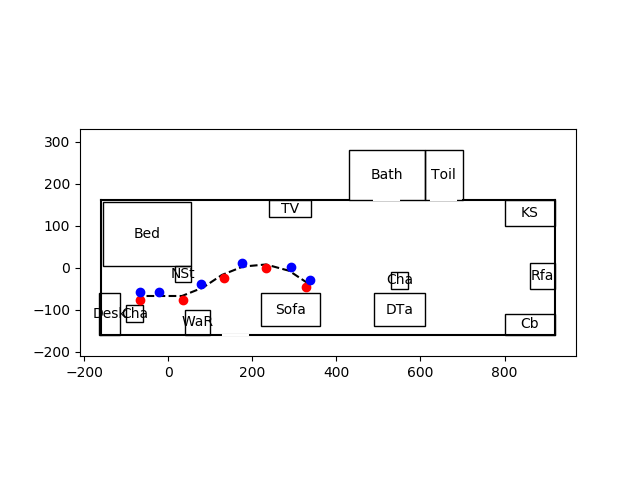 300
200
100
0
−100
−200
−200
0
200
400
600
800
Bath
Toil
TV
KS
Bed
NSt
Cha
Rfa
Desk
Cha
WaR
Sofa
DTa
Cb